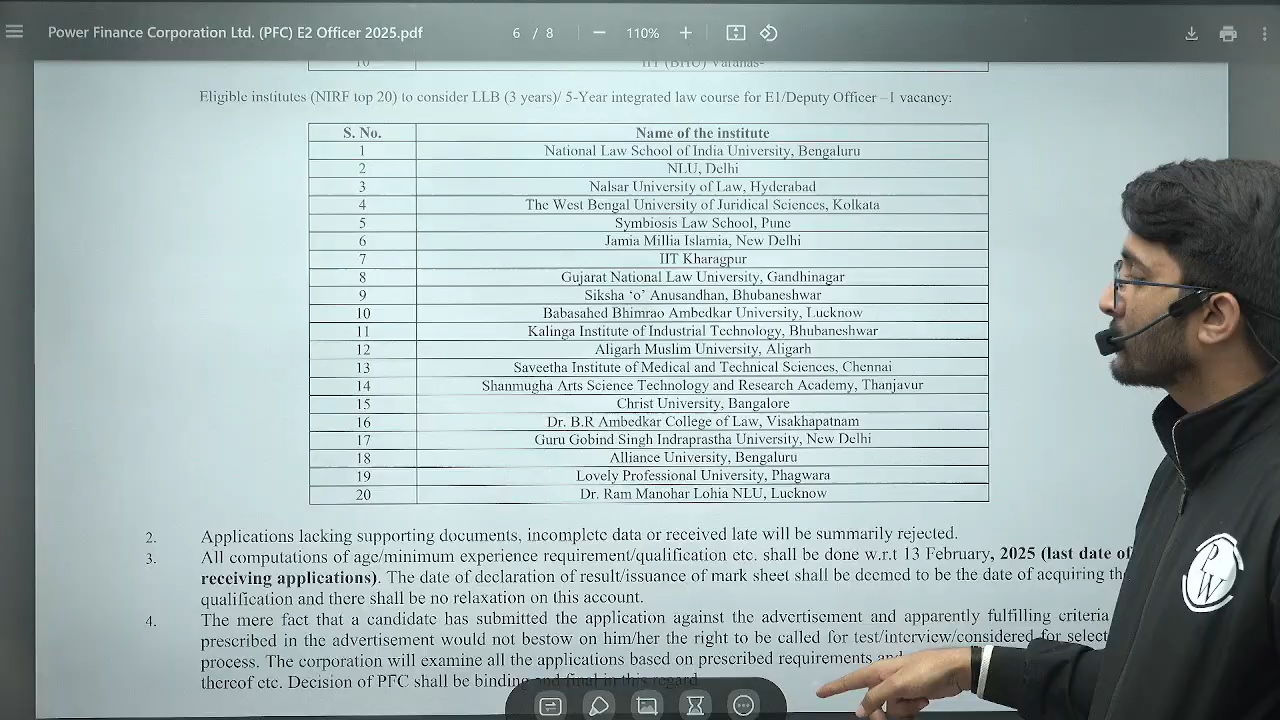 Power Finance Corporation Ltd. (PFC) E2 Officer 2025.pdf
6 / 8
110%
10 IIT (BHU) Varanas-
Eligible institutes (NIRF top 20) to consider LLB (3 years)/ 5-Year integrated law course for E1/Deputy Officer –1 vacancy:
S. No. Name of the institute
1 National Law School of India University, Bengaluru
2 NLU, Delhi
3 Nalsar University of Law, Hyderabad
4 The West Bengal University of Juridical Sciences, Kolkata
5 Symbiosis Law School, Pune
6 Jamia Millia Islamia, New Delhi
7 IIT Kharagpur
8 Gujarat National Law University, Gandhinagar
9 Siksha ‘o’ Anusandhan, Bhubaneshwar
10 Babasahed Bhimrao Ambedkar University, Lucknow
11 Kalinga Institute of Industrial Technology, Bhubaneshwar
12 Aligarh Muslim University, Aligarh
13 Saveetha Institute of Medical and Technical Sciences, Chennai
14 Shanmugha Arts Science Technology and Research Academy, Thanjavur
15 Christ University, Bangalore
16 Dr. B.R Ambedkar College of Law, Visakhapatnam
17 Guru Gobind Singh Indraprastha University, New Delhi
18 Alliance University, Bengaluru
19 Lovely Professional University, Phagwara
20 Dr. Ram Manohar Lohia NLU, Lucknow
2. Applications lacking supporting documents, incomplete data or received late will be summarily rejected.
3. All computations of age/minimum experience requirement/qualification etc. shall be done w.r.t 13 February, 2025 (last date of
receiving applications). The date of declaration of result/issuance of mark sheet shall be deemed to be the date of acquiring
qualification and there shall be no relaxation on this account.
4. The mere fact that a candidate has submitted the application against the advertisement and apparently fulfilling criteria
prescribed in the advertisement would not bestow on him/her the right to be called for test/interview/considered for select
process. The corporation will examine all the applications based on prescribed requirements and
thereof etc. Decision of PFC shall be binding and final in this regard
PW